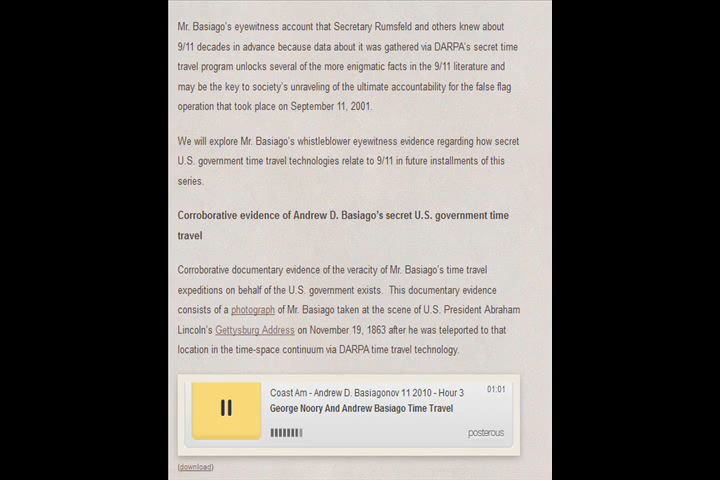 Mr. Basiago's eyewitness account that Secretary Rumsfeld and others knew about
9/11 decades in advance because data about it was gathered via DARPA's secret time
travel program unlocks several of the more enigmatic facts in the 9/11 literature and
may be the key to society's unraveling of the ultimate accountability for the false flag
operation that took place on September 11, 2001.
We will explore Mr. Basiago's whistleblower eyewitness evidence regarding how secret
U.S. government time travel technologies relate to 9/11 in future installments of this
series.
Corroborative evidence of Andrew D. Basiago's secret U.S. government time
travel
Corroborative documentary evidence of the veracity of Mr. Basiago's time travel
expeditions on behalf of the U.S. government exists.  This documentary evidence
consists of a photograph of Mr. Basiago taken at the scene of U.S. President Abraham
Lincoln's Gettysburg Address on November 19, 1863 after he was teleported to that
location in the time-space continuum via DARPA time travel technology.
Coast Am - Andrew D. Basiagonov 11 2010 - Hour 3
01:01
George Noory And Andrew Basiago Time Travel
posterous
(download)